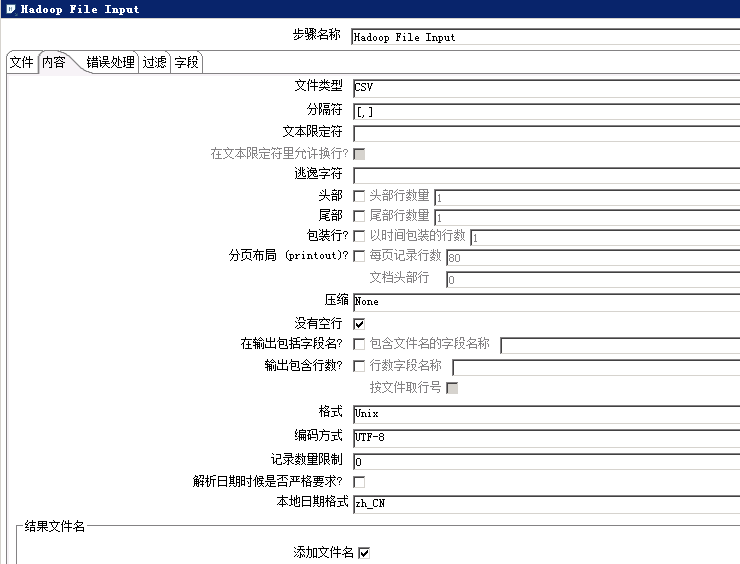 Hadoop File Input
步骤名称 Hadoop File Input
文件 内容 错误处理 过滤 字段
文件类型 CSV
分隔符 [,]
文本限定符
在文本限定符里允许换行?
逃逸字符
头部 头部行数量 1
尾部 尾部行数量 1
包装行? 以时间包装的行数 1
分页布局 (printout)? 每页记录行数 80
文档头部行 0
压缩 None
没有空行
在输出包括字段名? 包含文件名的字段名称
输出包含行数? 行数字段名称
按文件取行号
格式 Unix
编码方式 UTF-8
记录数量限制 0
解析日期时候是否严格要求?
本地日期格式 zh_CN
结果文件名
添加文件名